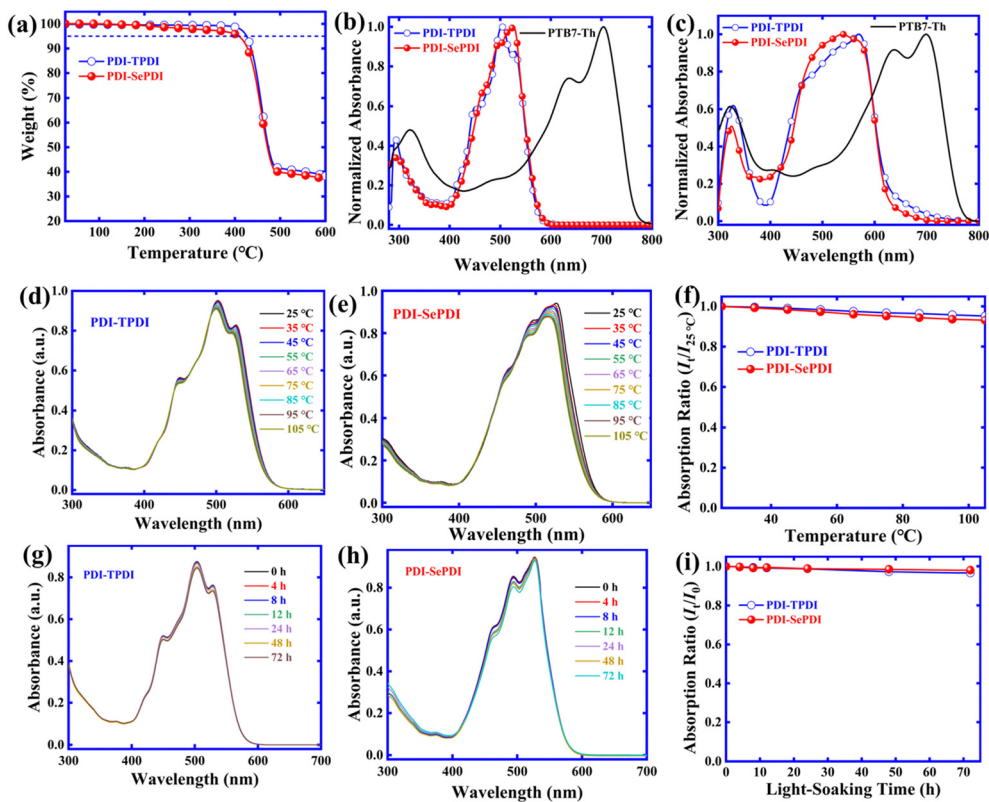 (a)
100
90
80
70
60
50
40
30
20
Weight (%)
PDI-TPDI
PDI-SePDI
100 200 300 400 500 600
Temperature (℃)
(b)
1.0
0.8
0.6
0.4
0.2
0.0
Normalized Absorbance
PDI-TPDI
PDI-SePDI
PTB7-Th
300 400 500 600 700 800
Wavelength (nm)
(c)
1.0
0.8
0.6
0.4
0.2
0.0
Normalized Absorbance
PDI-TPDI
PDI-SePDI
PTB7-Th
300 400 500 600 700 800
Wavelength (nm)
(d)
1.0
0.8
0.6
0.4
0.2
0.0
Absorbance (a.u.)
PDI-TPDI
25 ℃
35 ℃
45 ℃
55 ℃
65 ℃
75 ℃
85 ℃
95 ℃
105 ℃
300 400 500 600
Wavelength (nm)
(e)
1.0
0.8
0.6
0.4
0.2
0.0
Absorbance (a.u.)
PDI-SePDI
25 ℃
35 ℃
45 ℃
55 ℃
65 ℃
75 ℃
85 ℃
95 ℃
105 ℃
300 400 500 600
Wavelength (nm)
(f)
1.0
0.8
0.6
0.4
0.2
0.0
Absorption Ratio (It/I25 ℃)
PDI-TPDI
PDI-SePDI
40 60 80 100
Temperature (℃)
(g)
0.8
0.6
0.4
0.2
0.0
Absorbance (a.u.)
PDI-TPDI
0 h
4 h
8 h
12 h
24 h
48 h
72 h
300 400 500 600 700
Wavelength (nm)
(h)
0.8
0.6
0.4
0.2
0.0
Absorbance (a.u.)
PDI-SePDI
0 h
4 h
8 h
12 h
24 h
48 h
72 h
300 400 500 600 700
Wavelength (nm)
(i)
1.0
0.8
0.6
0.4
0.2
0.0
Absorption Ratio (It/I0)
PDI-TPDI
PDI-SePDI
0 10 20 30 40 50 60 70
Light-Soaking Time (h)